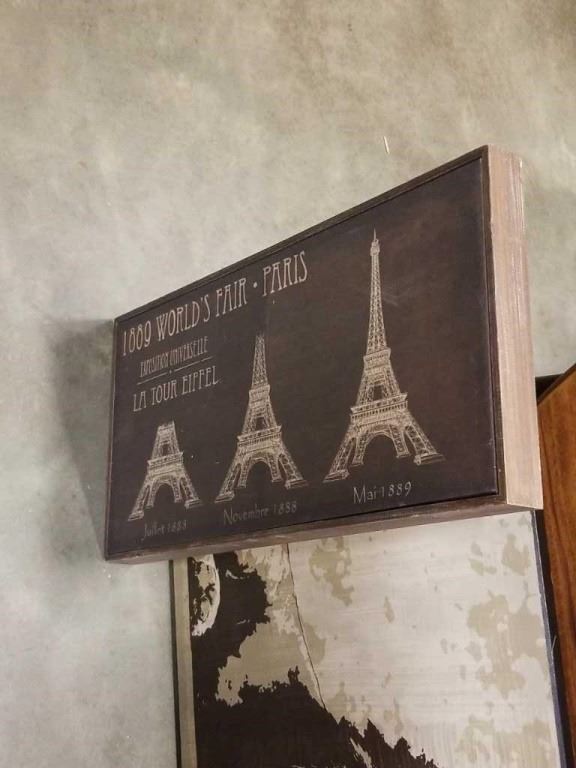 1889 WORLD'S FAIR • PARIS
EXPOSITION UNIVERSELLE
LA TOUR EIFFEL
Juillet 1888
Novembre 1888
Mai 1889